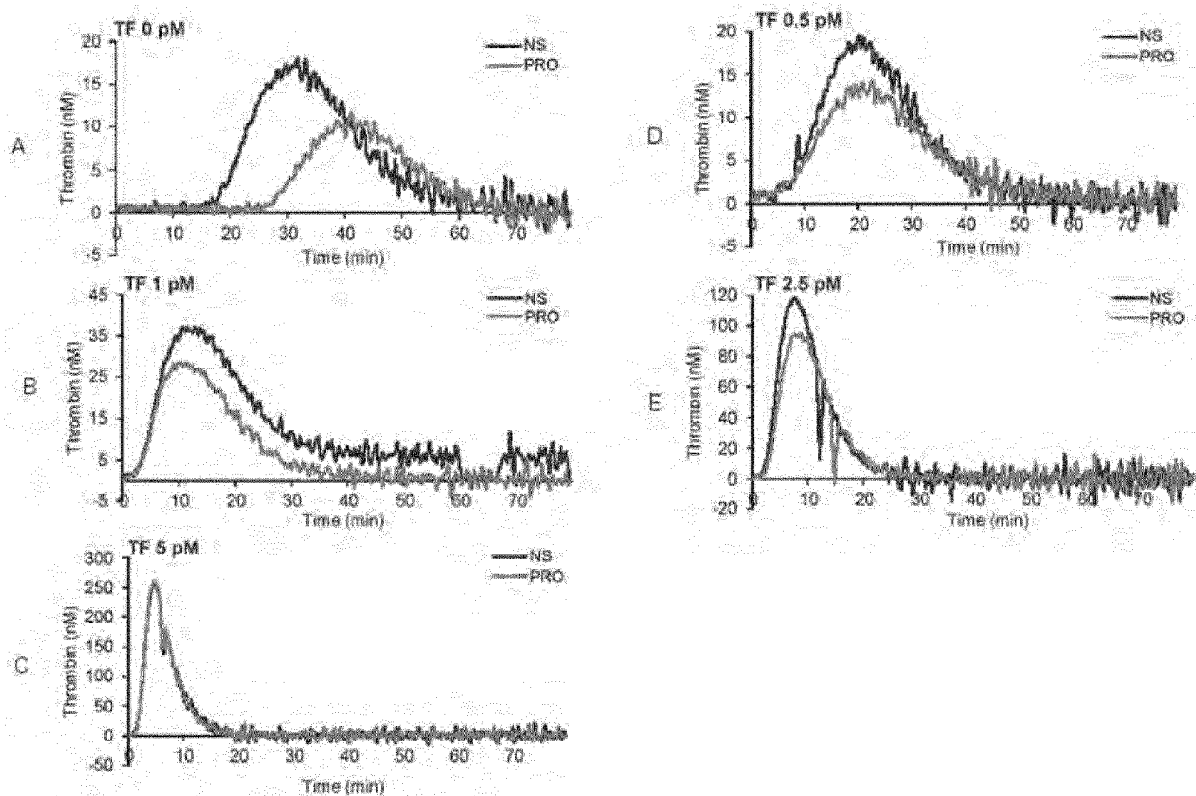 TF 0 pM
NS
PRO
20
15
10
5
0
-5
Thrombin (nM)
0 10 20 30 40 50 60 70
Time (min)
A
TF 0.5 pM
NS
PRO
20
15
10
5
0
-5
Thrombin (nM)
0 10 20 30 40 50 60 70
Time (min)
D
TF 1 pM
NS
PRO
45
35
25
15
5
-5
Thrombin (nM)
0 10 20 30 40 50 60 70
Time (min)
B
TF 2.5 pM
NS
PRO
120
100
80
60
40
20
0
-20
Thrombin (nM)
0 10 20 30 40 50 60 70
Time (min)
E
TF 5 pM
NS
PRO
300
250
200
150
100
50
0
-50
Thrombin (nM)
0 10 20 30 40 50 60 70
Time (min)
C